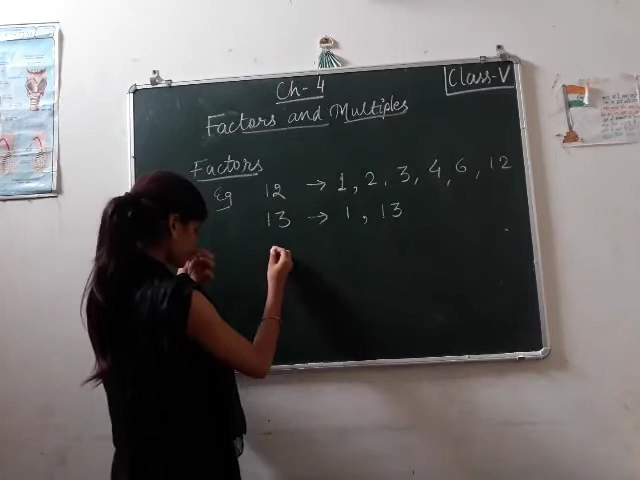 Ch-4
Class-V
Factors and Multiples
Factors
Eg 12 → 1, 2, 3, 4, 6, 12
13 → 1, 13